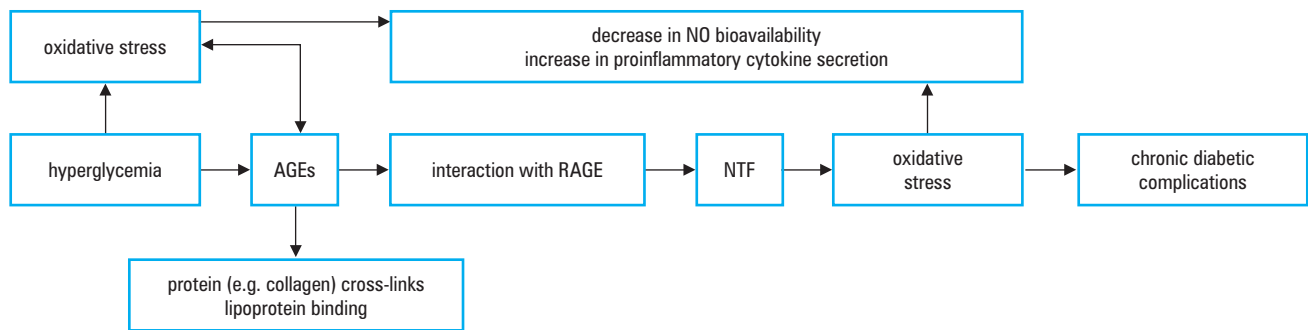 oxidative stress
decrease in NO bioavailability
increase in proinflammatory cytokine secretion
hyperglycemia
AGEs
interaction with RAGE
NTF
oxidative
stress
chronic diabetic
complications
protein (e.g. collagen) cross-links
lipoprotein binding